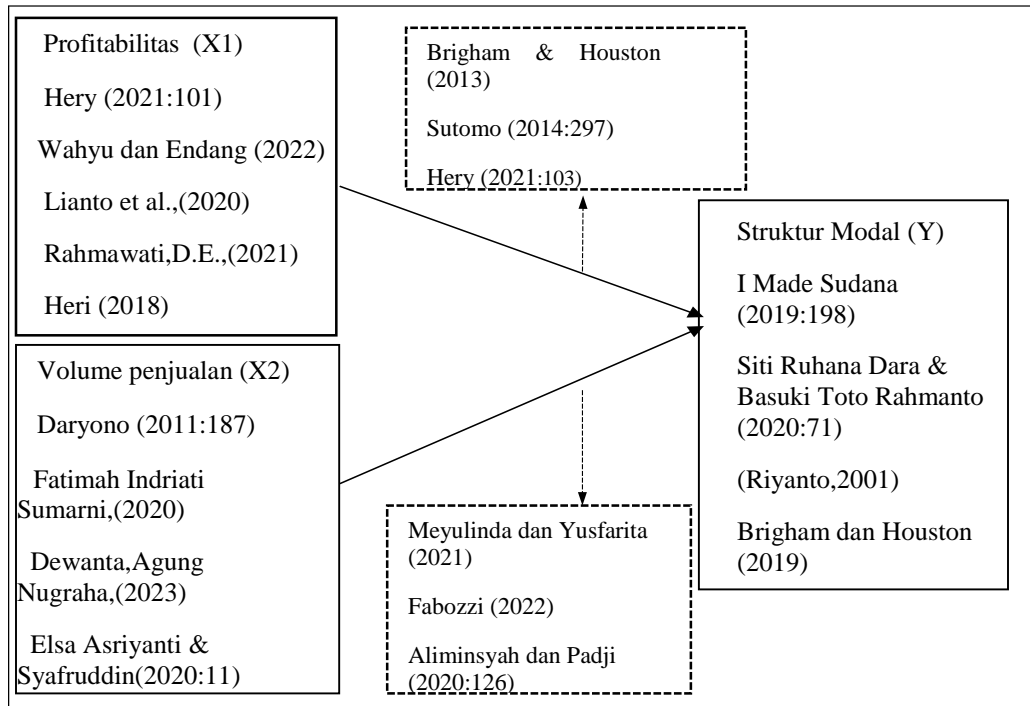 Profitabilitas (X1)
Hery (2021:101)
Wahyu dan Endang (2022)
Lianto et al.,(2020)
Rahmawati,D.E.,(2021)
Heri (2018)
Volume penjualan (X2)
Daryono (2011:187)
Fatimah Indriati
Sumarni,(2020)
Dewanta,Agung
Nugraha,(2023)
Elsa Asriyanti &
Syafruddin(2020:11)
Brigham & Houston
(2013)
Sutomo (2014:297)
Hery (2021:103)
Meyulinda dan Yusfarita
(2021)
Fabozzi (2022)
Aliminsyah dan Padji
(2020:126)
Struktur Modal (Y)
I Made Sudana
(2019:198)
Siti Ruhana Dara &
Basuki Toto Rahmanto
(2020:71)
(Riyanto,2001)
Brigham dan Houston
(2019)